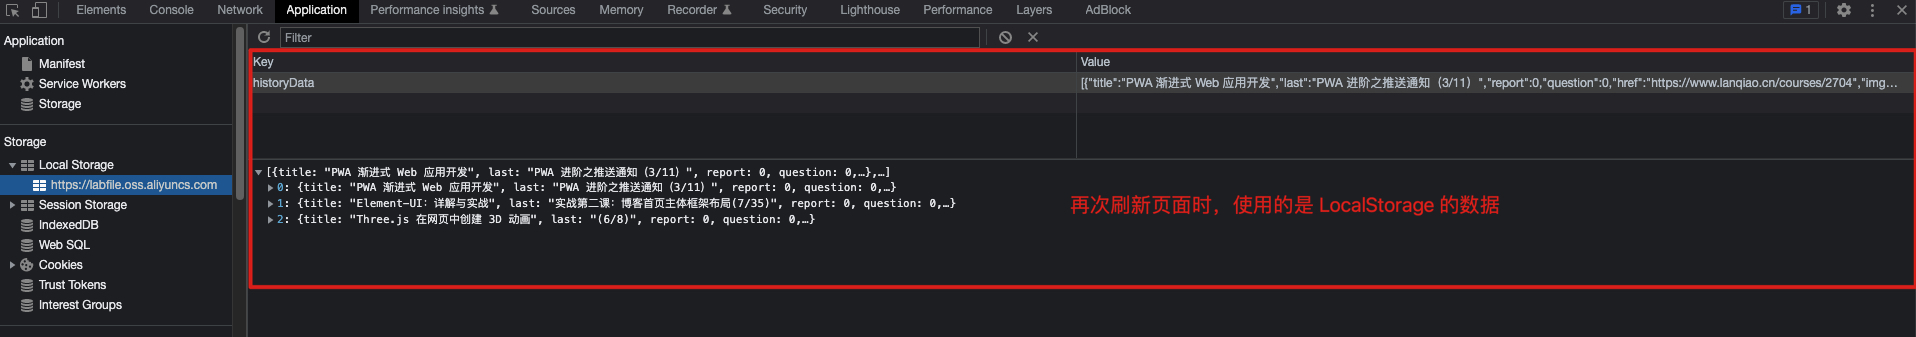 Elements Console Network Application Performance insights Sources Memory Recorder Security Lighthouse Performance Layers AdBlock 1
Application
Manifest
Service Workers
Storage
Storage
Local Storage
https://labfile.oss.aliyuncs.com
Session Storage
IndexedDB
Web SQL
Cookies
Trust Tokens
Interest Groups
Filter
Key Value
historyData [{"title":"PWA 渐进式 Web 应用开发","last":"PWA 进阶之推送通知（3/11）","report":0,"question":0,"href":"https://www.lanqiao.cn/courses/2704","img…
[{title: "PWA 渐进式 Web 应用开发", last: "PWA 进阶之推送通知（3/11）", report: 0, question: 0,…},…]
0: {title: "PWA 渐进式 Web 应用开发", last: "PWA 进阶之推送通知（3/11）", report: 0, question: 0,…}
1: {title: "Element-UI：详解与实战", last: "实战第二课：博客首页主体框架布局(7/35)", report: 0, question: 0,…}
2: {title: "Three.js 在网页中创建 3D 动画", last: "(6/8)", report: 0, question: 0,…}
再次刷新页面时，使用的是 LocalStorage 的数据